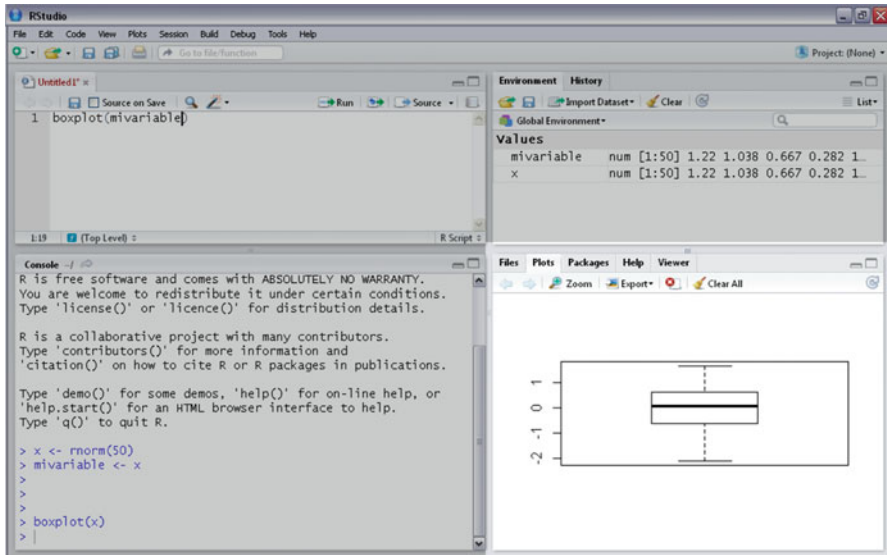 RStudio
File Edit Code View Plots Session Build Debug Tools Help
Go to file/function
Project: (None)
Untitled1*
Source on Save
Run
Source
1 boxplot(mivariable)
1:19
(Top Level)
R Script
Environment History
Import Dataset
Clear
List
Global Environment
Values
mivariable num [1:50] 1.22 1.038 0.667 0.282 1…
x num [1:50] 1.22 1.038 0.667 0.282 1…
Console ~/
R is free software and comes with ABSOLUTELY NO WARRANTY.
You are welcome to redistribute it under certain conditions.
Type 'license()' or 'licence()' for distribution details.
R is a collaborative project with many contributors.
Type 'contributors()' for more information and
'citation()' on how to cite R or R packages in publications.
Type 'demo()' for some demos, 'help()' for on-line help, or
'help.start()' for an HTML browser interface to help.
Type 'q()' to quit R.
> x <- rnorm(50)
> mivariable <- x
>
>
>
> boxplot(x)
>
Files Plots Packages Help Viewer
Zoom
Export
Clear All
1
0
-1
-2